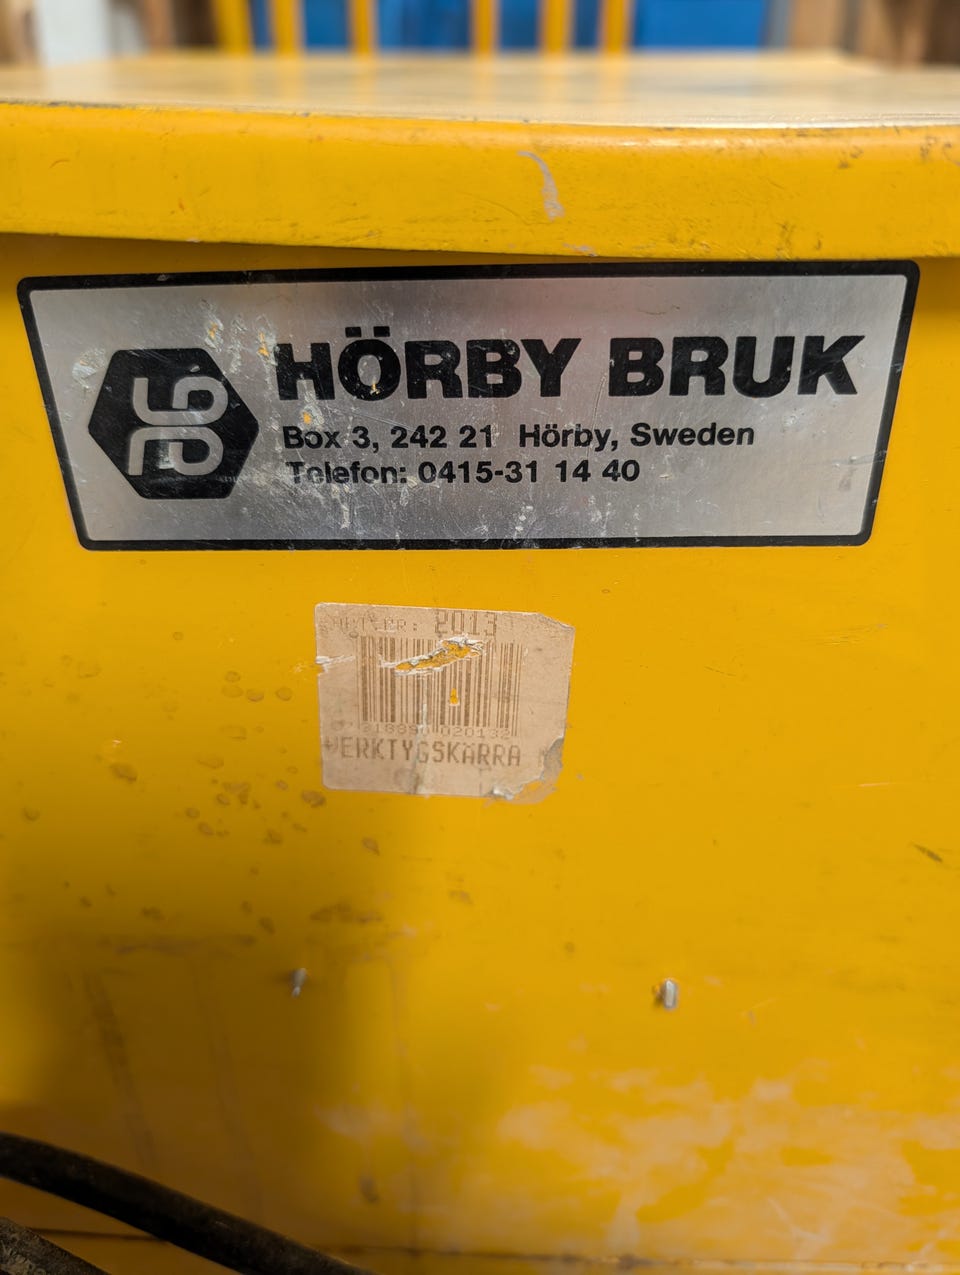 HÖRBY BRUK
Box 3, 242 21 Hörby, Sweden
Telefon: 0415-31 14 40
2013
VERKTYGSKÄRRA